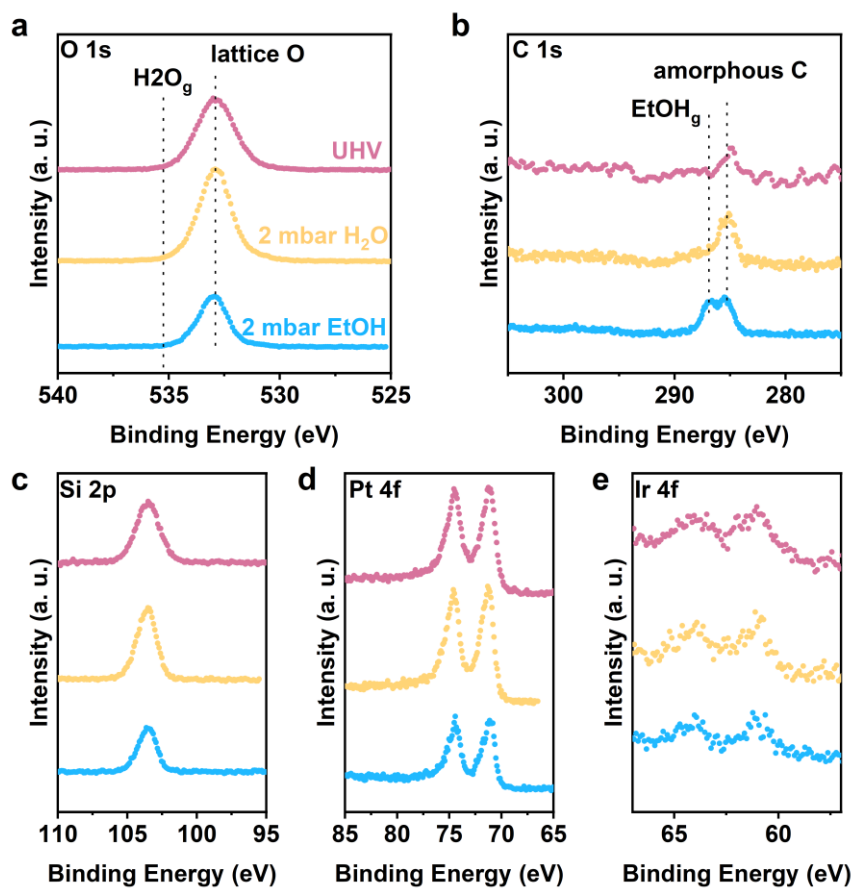 a
O 1s
lattice O
H2Og
UHV
2 mbar H₂O
2 mbar EtOH
Intensity (a. u.)
540 535 530 525
Binding Energy (eV)
b
C 1s
amorphous C
EtOHg
Intensity (a. u.)
300 290 280
Binding Energy (eV)
c
Si 2p
Intensity (a. u.)
110 105 100 95
Binding Energy (eV)
d
Pt 4f
Intensity (a. u.)
85 80 75 70 65
Binding Energy (eV)
e
Ir 4f
Intensity (a. u.)
65 60
Binding Energy (eV)